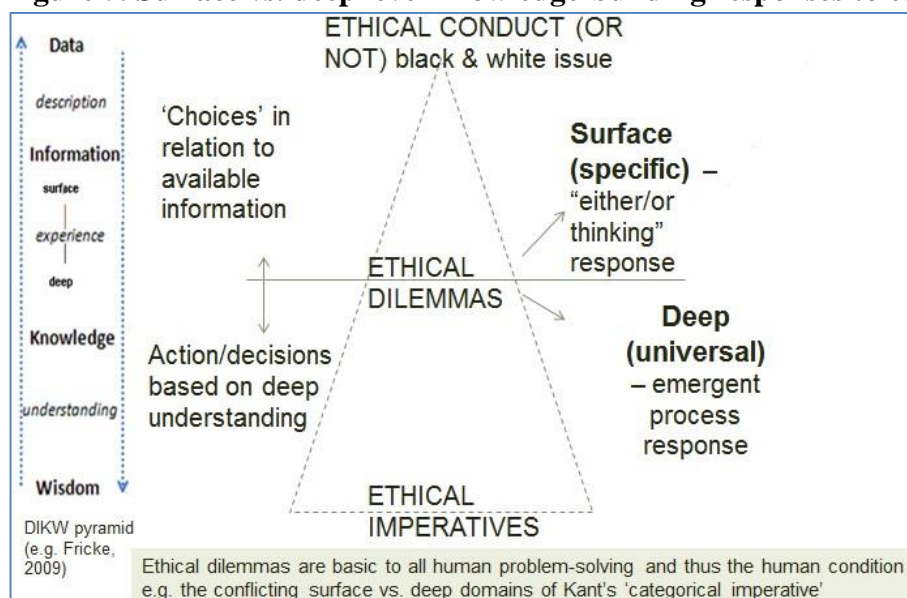 ETHICAL CONDUCT (OR
NOT) black & white issue
Data
description
Information
surface
experience
deep
Knowledge
understanding
Wisdom
DIKW pyramid
(e.g. Fricke,
2009)
‘Choices’ in
relation to
available
information
Action/decisions
based on deep
understanding
ETHICAL
DILEMMAS
Surface
(specific) –
“either/or
thinking”
response
Deep
(universal)
– emergent
process
response
ETHICAL
IMPERATIVES
Ethical dilemmas are basic to all human problem-solving and thus the human condition
e.g. the conflicting surface vs. deep domains of Kant's ‘categorical imperative’